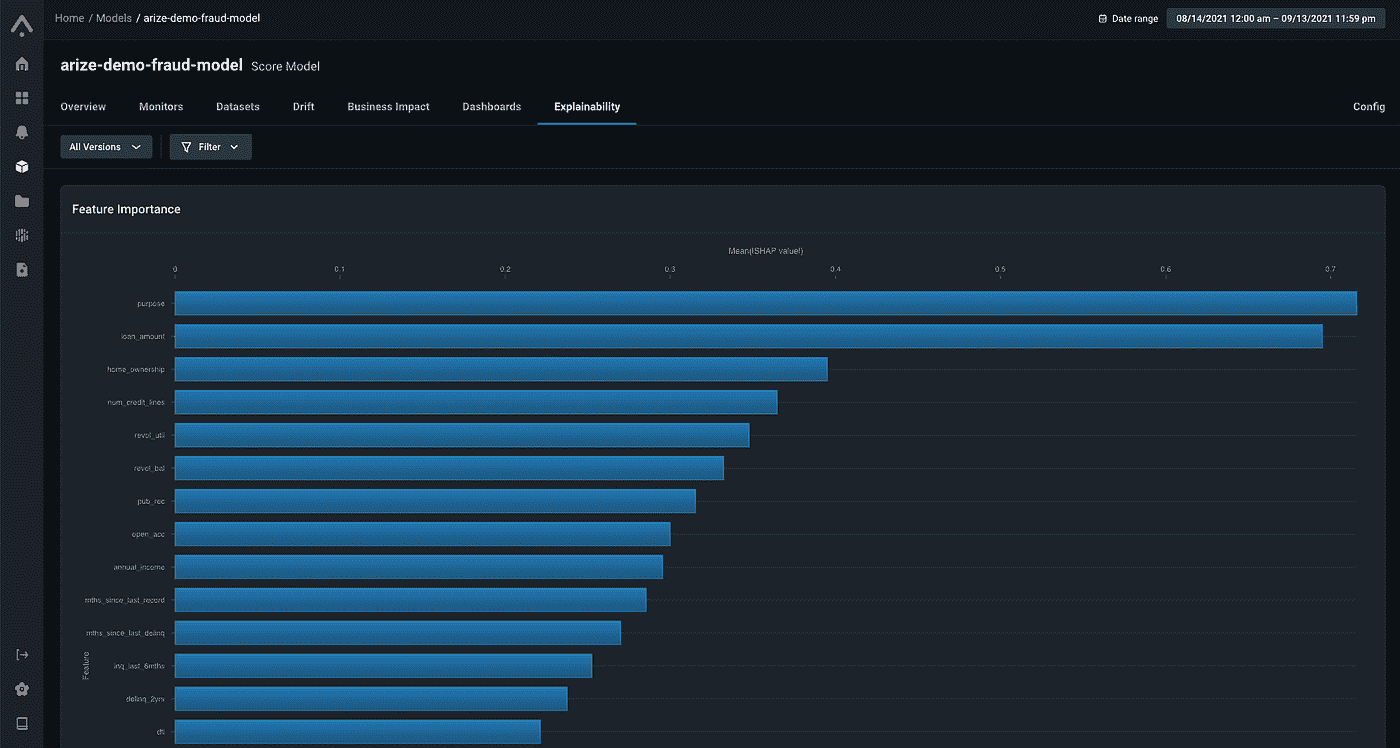 Home / Models / arize-demo-fraud-model
Date range
08/14/2021 12:00 am – 09/13/2021 11:59 pm
arize-demo-fraud-model Score Model
Overview Monitors Datasets Drift Business Impact Dashboards Explainability Config
All Versions Filter
Feature Importance
Mean(|SHAP value|)
0 0.1 0.2 0.3 0.4 0.5 0.6 0.7
purpose
loan_amount
home_ownership
num_credit_lines
revol_util
revol_bal
pub_rec
open_acc
annual_income
mths_since_last_record
mths_since_last_delinq
inq_last_6mths
delinq_2yrs
dti
Feature